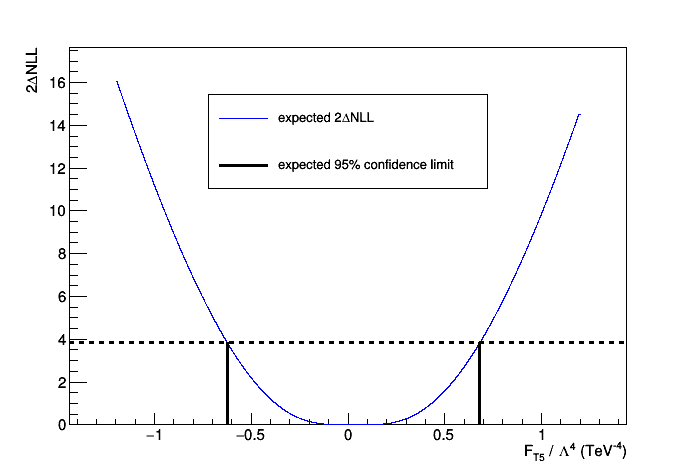 2ΔNLL
16
14
12
10
8
6
4
2
0
expected 2ΔNLL
expected 95% confidence limit
−1 −0.5 0 0.5 1
F_T5 / Λ^4 (TeV^-4)